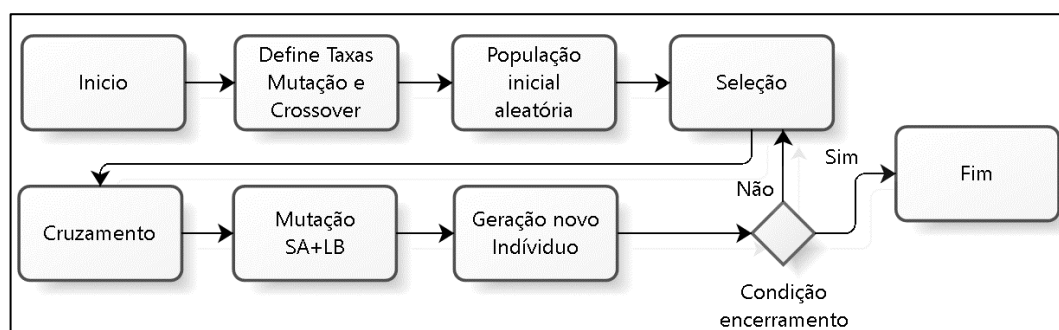 Inicio
Define Taxas
Mutação e
Crossover
População
inicial
aleatória
Seleção
Cruzamento
Mutação
SA+LB
Geração novo
Indíviduo
Não
Sim
Condição
encerramento
Fim